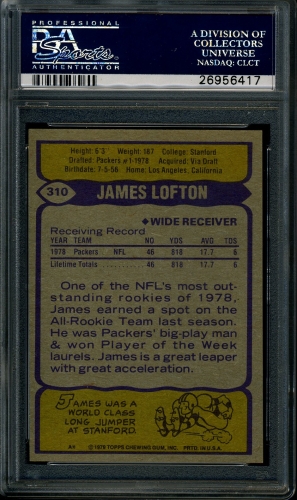 PROFESSIONAL
PSA
Sports
AUTHENTICATOR
A DIVISION OF
COLLECTORS
UNIVERSE
NASDAQ: CLCT
26956417
Height: 6'3 Weight: 187 College: Stanford
Drafted: Packers #1-1978 Acquired: Via Draft
Birthdate: 7-5-56 Home: Los Angeles, California
310 JAMES LOFTON
◆WIDE RECEIVER
Receiving Record
YEAR TEAM NO YDS AVG TDS
1978 Packers NFL 46 818 17.7 6
Lifetime Totals 46 818 17.7 6
One of the NFL's most out-
standing rookies of 1978,
James earned a spot on the
All-Rookie Team last season.
He was Packers' big-play man
& won Player of the Week
laurels. James is a great leaper
with great acceleration.
JAMES WAS A
WORLD CLASS
LONG JUMPER
AT STANFORD.
© 1979 TOPPS CHEWING GUM, INC. PRTD. IN U.S.A.